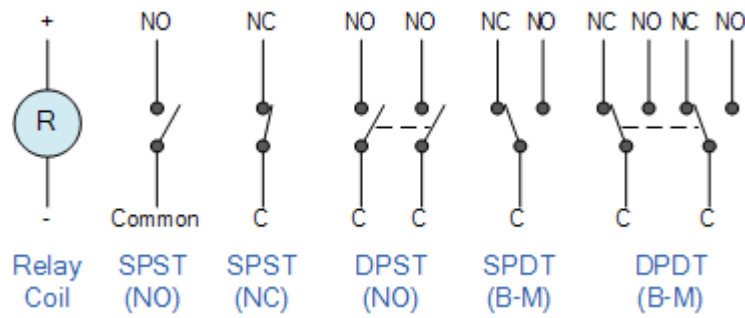 + NO NC NO NO NC NO NC NO NC NO
R
- Common C C C C C C
Relay SPST SPST DPST SPDT DPDT
Coil (NO) (NC) (NO) (B-M) (B-M)